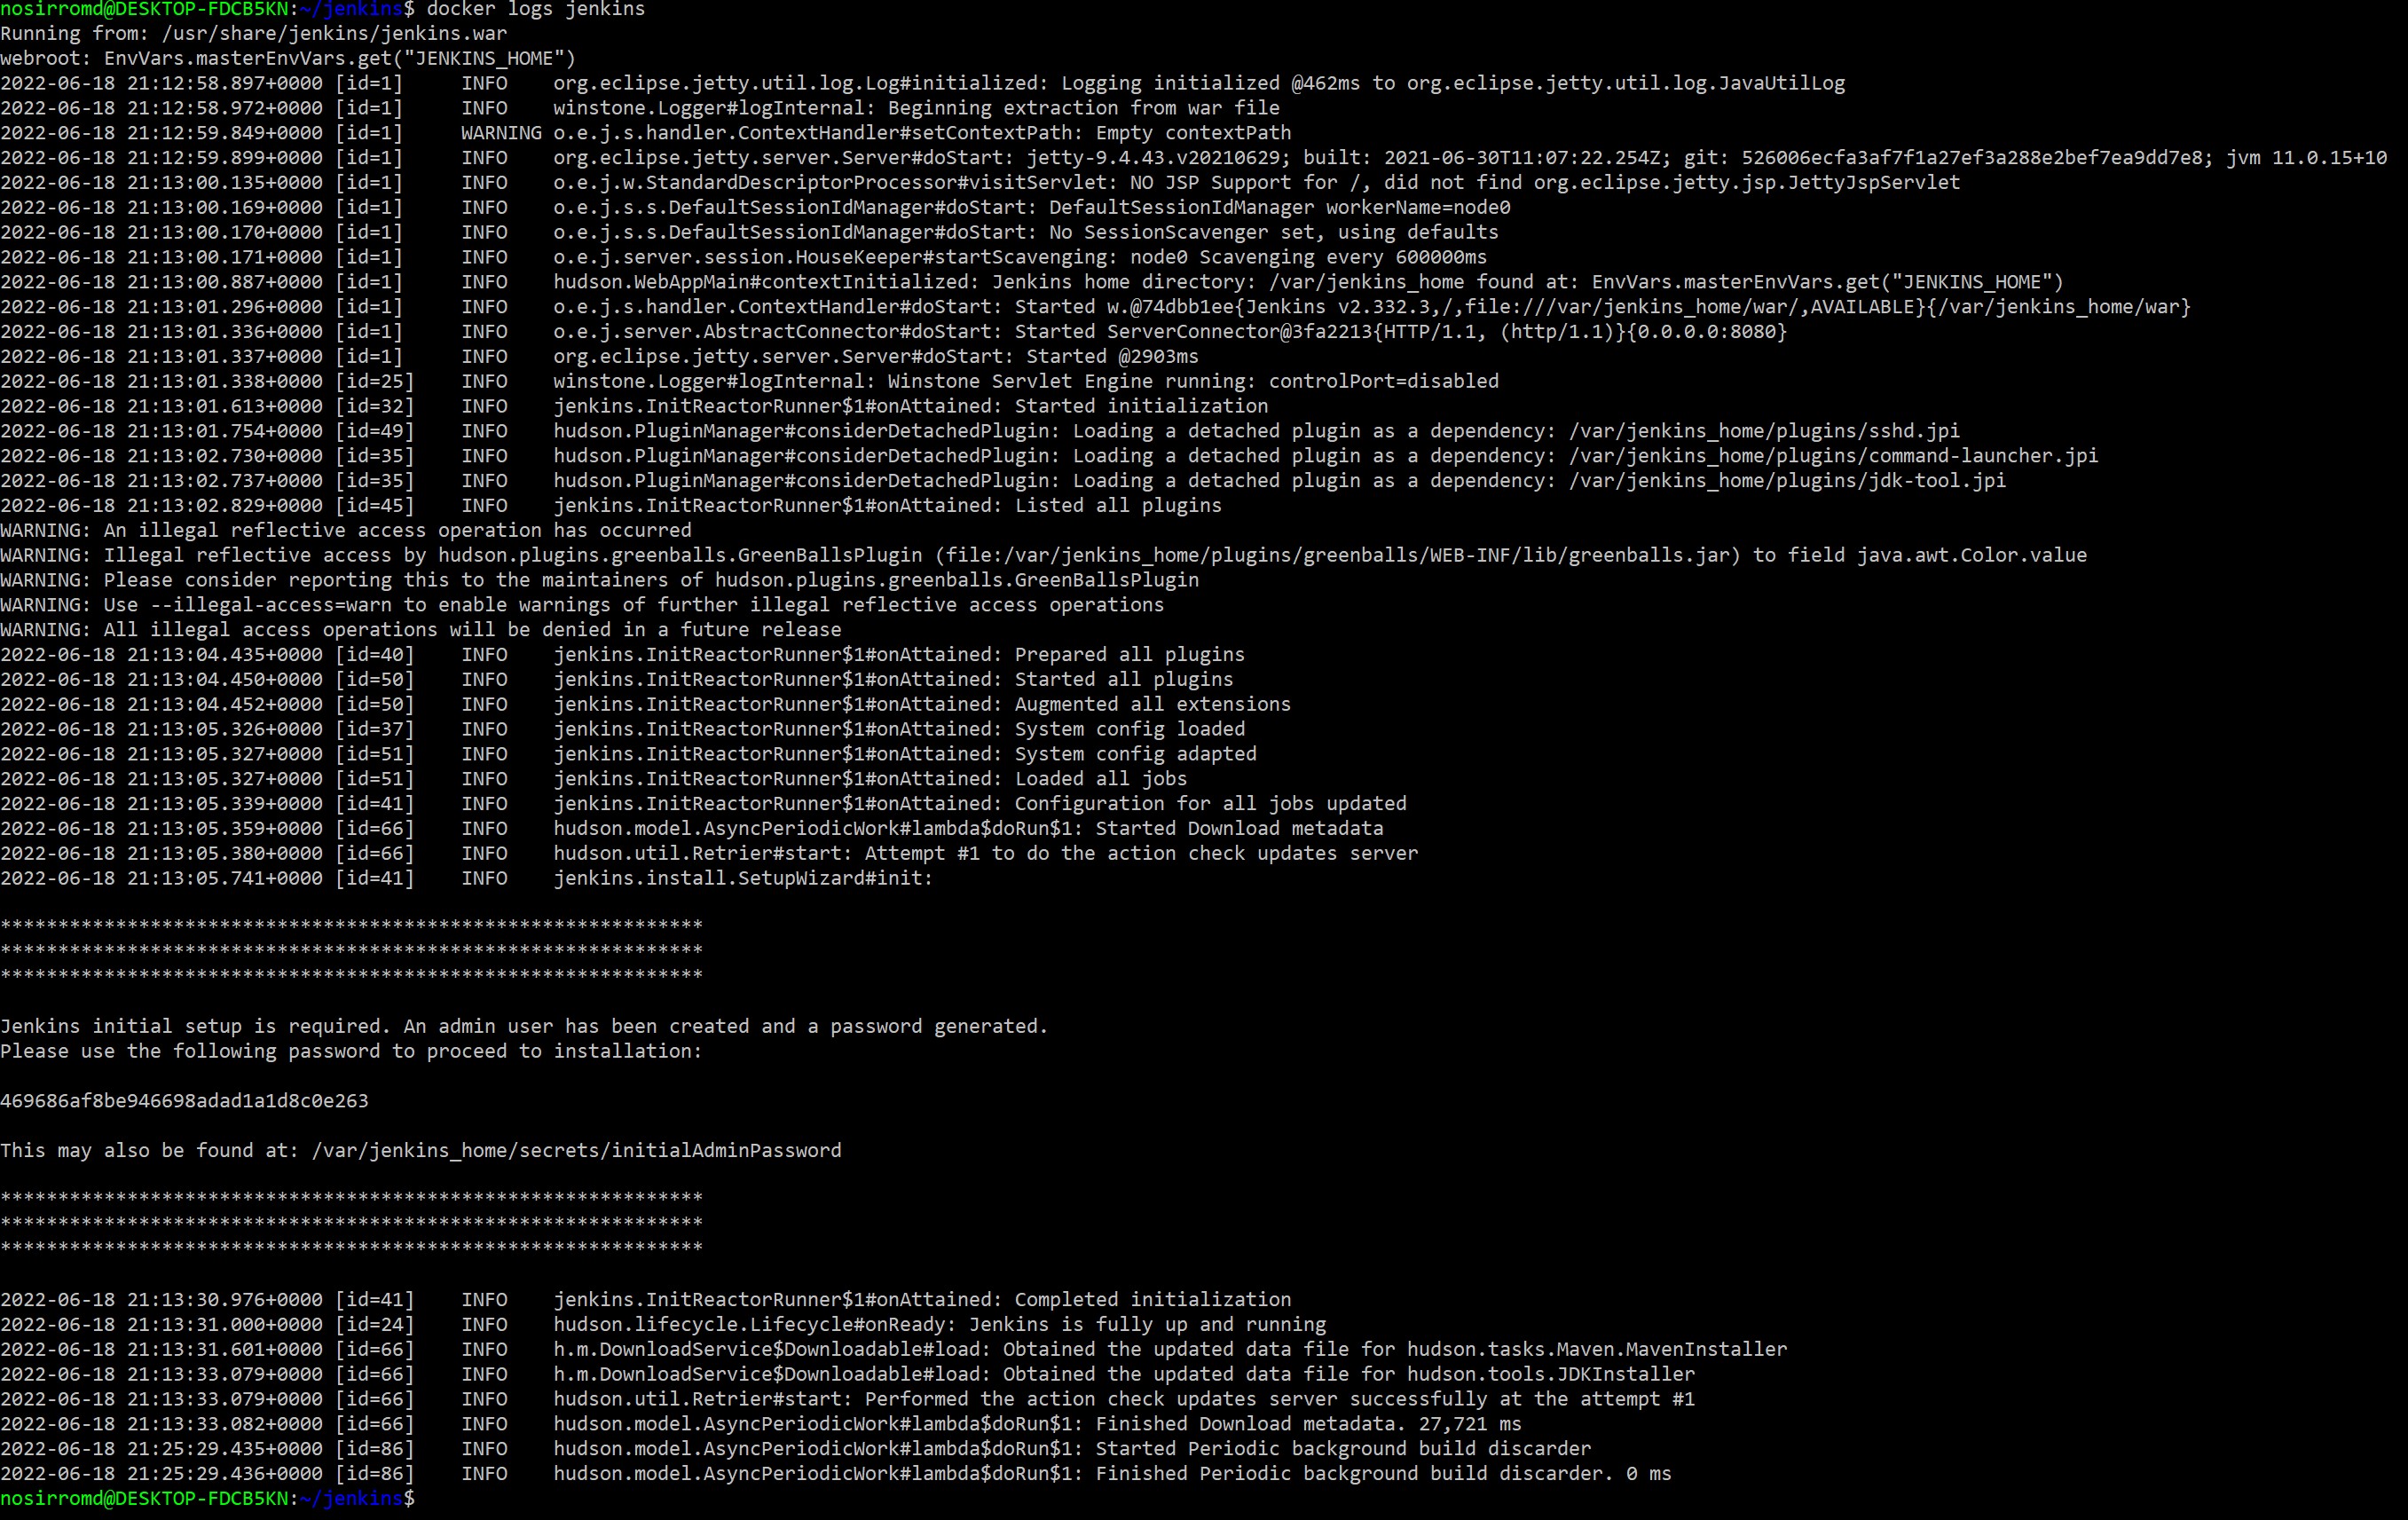 nosirromd@DESKTOP-FDCB5KN:~/jenkins$ docker logs jenkins
Running from: /usr/share/jenkins/jenkins.war
webroot: EnvVars.masterEnvVars.get("JENKINS_HOME")
2022-06-18 21:12:58.897+0000 [id=1]     INFO    org.eclipse.jetty.util.log.Log#initialized: Logging initialized @462ms to org.eclipse.jetty.util.log.JavaUtilLog
2022-06-18 21:12:58.972+0000 [id=1]     INFO    winstone.Logger#logInternal: Beginning extraction from war file
2022-06-18 21:12:59.849+0000 [id=1]     WARNING o.e.j.s.handler.ContextHandler#setContextPath: Empty contextPath
2022-06-18 21:12:59.899+0000 [id=1]     INFO    org.eclipse.jetty.server.Server#doStart: jetty-9.4.43.v20210629; built: 2021-06-30T11:07:22.254Z; git: 526006ecfa3af7f1a27ef3a288e2bef7ea9dd7e8; jvm 11.0.15+10
2022-06-18 21:13:00.135+0000 [id=1]     INFO    o.e.j.w.StandardDescriptorProcessor#visitServlet: NO JSP Support for /, did not find org.eclipse.jetty.jsp.JettyJspServlet
2022-06-18 21:13:00.169+0000 [id=1]     INFO    o.e.j.s.s.DefaultSessionIdManager#doStart: DefaultSessionIdManager workerName=node0
2022-06-18 21:13:00.170+0000 [id=1]     INFO    o.e.j.s.s.DefaultSessionIdManager#doStart: No SessionScavenger set, using defaults
2022-06-18 21:13:00.171+0000 [id=1]     INFO    o.e.j.server.session.HouseKeeper#startScavenging: node0 Scavenging every 600000ms
2022-06-18 21:13:00.887+0000 [id=1]     INFO    hudson.WebAppMain#contextInitialized: Jenkins home directory: /var/jenkins_home found at: EnvVars.masterEnvVars.get("JENKINS_HOME")
2022-06-18 21:13:01.296+0000 [id=1]     INFO    o.e.j.s.handler.ContextHandler#doStart: Started w.@74dbb1ee{Jenkins v2.332.3,/,file:///var/jenkins_home/war/,AVAILABLE}{/var/jenkins_home/war}
2022-06-18 21:13:01.336+0000 [id=1]     INFO    o.e.j.server.AbstractConnector#doStart: Started ServerConnector@3fa2213{HTTP/1.1, (http/1.1)}{0.0.0.0:8080}
2022-06-18 21:13:01.337+0000 [id=1]     INFO    org.eclipse.jetty.server.Server#doStart: Started @2903ms
2022-06-18 21:13:01.338+0000 [id=25]    INFO    winstone.Logger#logInternal: Winstone Servlet Engine running: controlPort=disabled
2022-06-18 21:13:01.613+0000 [id=32]    INFO    jenkins.InitReactorRunner$1#onAttained: Started initialization
2022-06-18 21:13:01.754+0000 [id=49]    INFO    hudson.PluginManager#considerDetachedPlugin: Loading a detached plugin as a dependency: /var/jenkins_home/plugins/sshd.jpi
2022-06-18 21:13:02.730+0000 [id=35]    INFO    hudson.PluginManager#considerDetachedPlugin: Loading a detached plugin as a dependency: /var/jenkins_home/plugins/command-launcher.jpi
2022-06-18 21:13:02.737+0000 [id=35]    INFO    hudson.PluginManager#considerDetachedPlugin: Loading a detached plugin as a dependency: /var/jenkins_home/plugins/jdk-tool.jpi
2022-06-18 21:13:02.829+0000 [id=45]    INFO    jenkins.InitReactorRunner$1#onAttained: Listed all plugins
WARNING: An illegal reflective access operation has occurred
WARNING: Illegal reflective access by hudson.plugins.greenballs.GreenBallsPlugin (file:/var/jenkins_home/plugins/greenballs/WEB-INF/lib/greenballs.jar) to field java.awt.Color.value
WARNING: Please consider reporting this to the maintainers of hudson.plugins.greenballs.GreenBallsPlugin
WARNING: Use --illegal-access=warn to enable warnings of further illegal reflective access operations
WARNING: All illegal access operations will be denied in a future release
2022-06-18 21:13:04.435+0000 [id=40]    INFO    jenkins.InitReactorRunner$1#onAttained: Prepared all plugins
2022-06-18 21:13:04.450+0000 [id=50]    INFO    jenkins.InitReactorRunner$1#onAttained: Started all plugins
2022-06-18 21:13:04.452+0000 [id=50]    INFO    jenkins.InitReactorRunner$1#onAttained: Augmented all extensions
2022-06-18 21:13:05.326+0000 [id=37]    INFO    jenkins.InitReactorRunner$1#onAttained: System config loaded
2022-06-18 21:13:05.327+0000 [id=51]    INFO    jenkins.InitReactorRunner$1#onAttained: System config adapted
2022-06-18 21:13:05.327+0000 [id=51]    INFO    jenkins.InitReactorRunner$1#onAttained: Loaded all jobs
2022-06-18 21:13:05.339+0000 [id=41]    INFO    jenkins.InitReactorRunner$1#onAttained: Configuration for all jobs updated
2022-06-18 21:13:05.359+0000 [id=66]    INFO    hudson.model.AsyncPeriodicWork#lambda$doRun$1: Started Download metadata
2022-06-18 21:13:05.380+0000 [id=66]    INFO    hudson.util.Retrier#start: Attempt #1 to do the action check updates server
2022-06-18 21:13:05.741+0000 [id=41]    INFO    jenkins.install.SetupWizard#init:

*************************************************************
*************************************************************
*************************************************************

Jenkins initial setup is required. An admin user has been created and a password generated.
Please use the following password to proceed to installation:

469686af8be946698adad1a1d8c0e263

This may also be found at: /var/jenkins_home/secrets/initialAdminPassword

*************************************************************
*************************************************************
*************************************************************

2022-06-18 21:13:30.976+0000 [id=41]    INFO    jenkins.InitReactorRunner$1#onAttained: Completed initialization
2022-06-18 21:13:31.000+0000 [id=24]    INFO    hudson.lifecycle.Lifecycle#onReady: Jenkins is fully up and running
2022-06-18 21:13:31.601+0000 [id=66]    INFO    h.m.DownloadService$Downloadable#load: Obtained the updated data file for hudson.tasks.Maven.MavenInstaller
2022-06-18 21:13:33.079+0000 [id=66]    INFO    h.m.DownloadService$Downloadable#load: Obtained the updated data file for hudson.tools.JDKInstaller
2022-06-18 21:13:33.079+0000 [id=66]    INFO    hudson.util.Retrier#start: Performed the action check updates server successfully at the attempt #1
2022-06-18 21:13:33.082+0000 [id=66]    INFO    hudson.model.AsyncPeriodicWork#lambda$doRun$1: Finished Download metadata. 27,721 ms
2022-06-18 21:25:29.435+0000 [id=86]    INFO    hudson.model.AsyncPeriodicWork#lambda$doRun$1: Started Periodic background build discarder
2022-06-18 21:25:29.436+0000 [id=86]    INFO    hudson.model.AsyncPeriodicWork#lambda$doRun$1: Finished Periodic background build discarder. 0 ms
nosirromd@DESKTOP-FDCB5KN:~/jenkins$